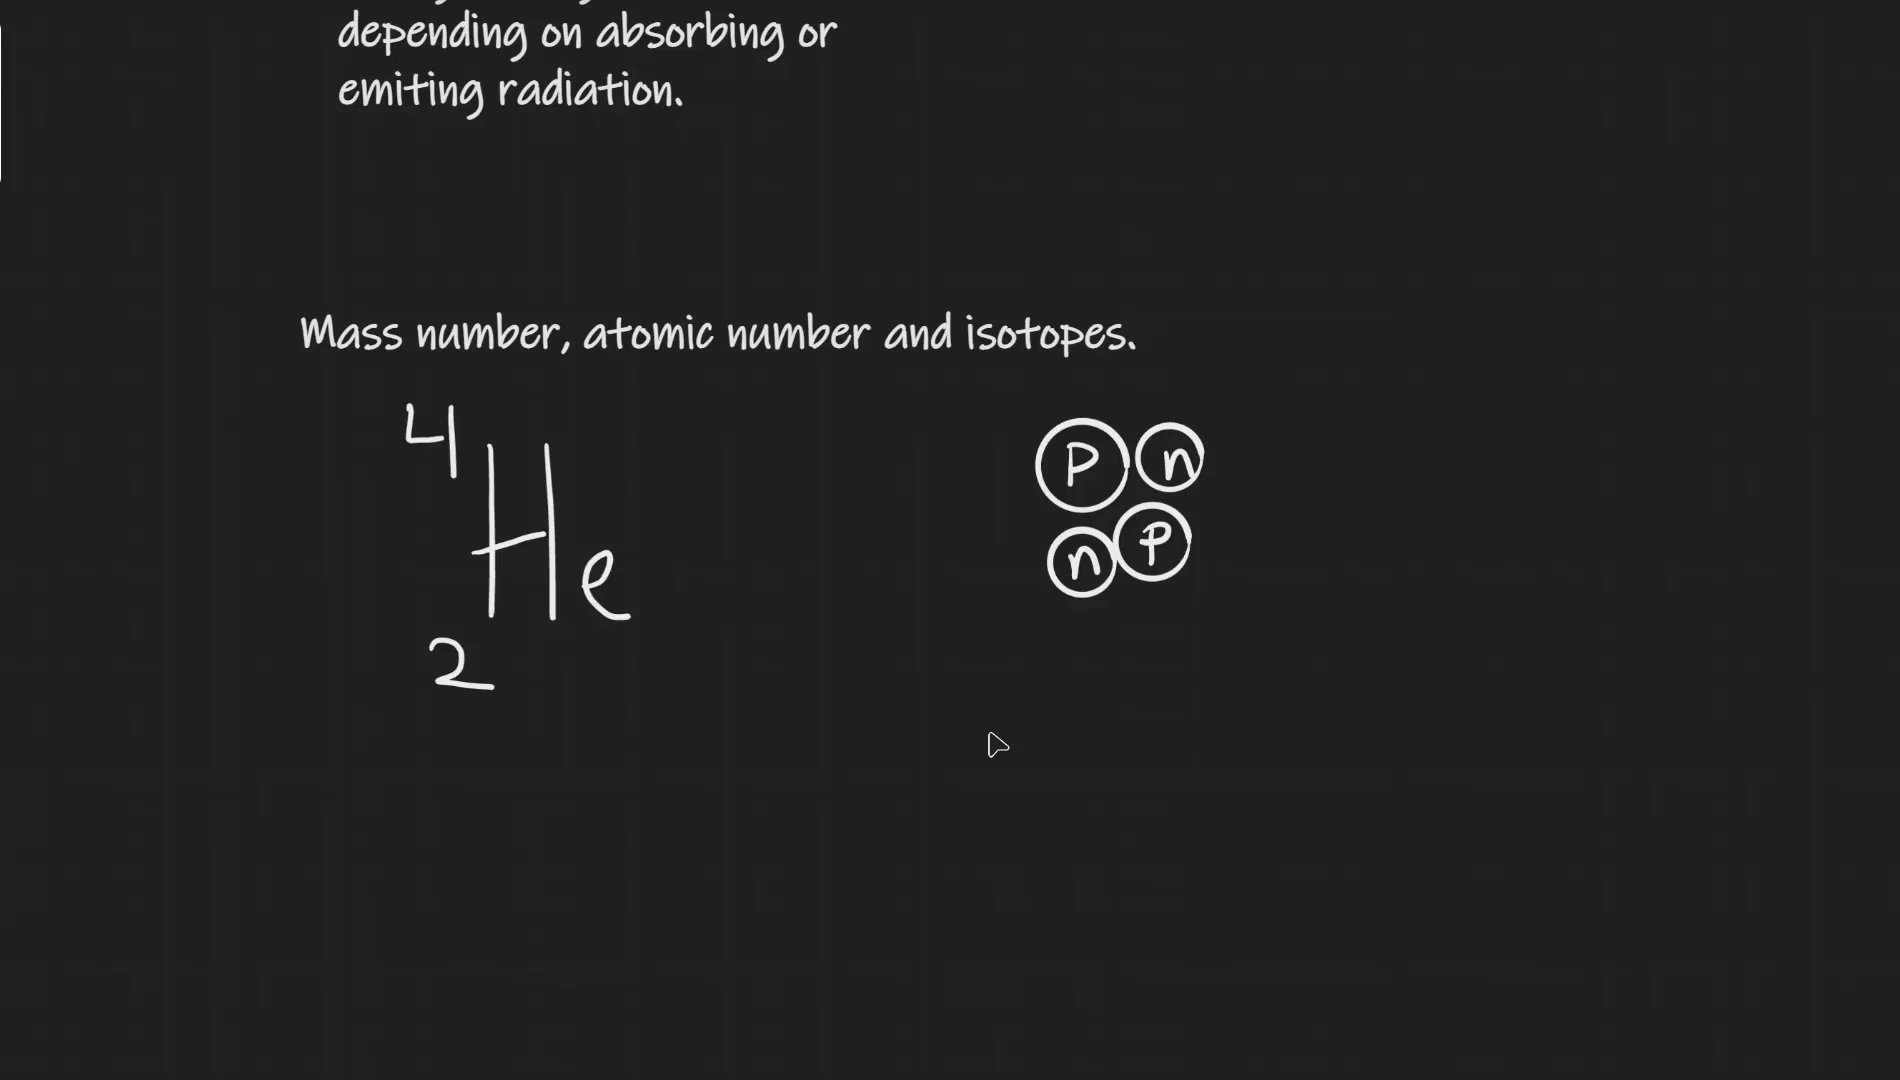 depending on absorbing or
emiting radiation.
Mass number, atomic number and isotopes.
4
He
2
P n
n P